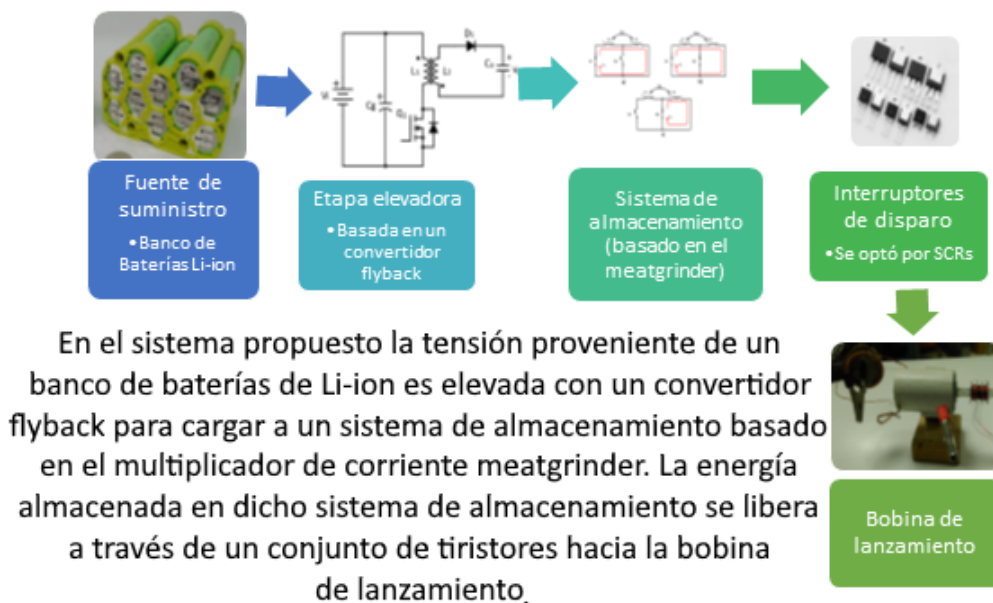 Fuente de
suministro
• Banco de
Baterías Li-ion
Etapa elevadora
• Basada en un
convertidor
flyback
Sistema de
almacenamiento
(basado en el
meatgrinder)
Interruptores
de disparo
• Se optó por SCRs
En el sistema propuesto la tensión proveniente de un
banco de baterías de Li-ion es elevada con un convertidor
flyback para cargar a un sistema de almacenamiento basado
en el multiplicador de corriente meatgrinder. La energía
almacenada en dicho sistema de almacenamiento se libera
a través de un conjunto de tiristores hacia la bobina
de lanzamiento.
Bobina de
lanzamiento